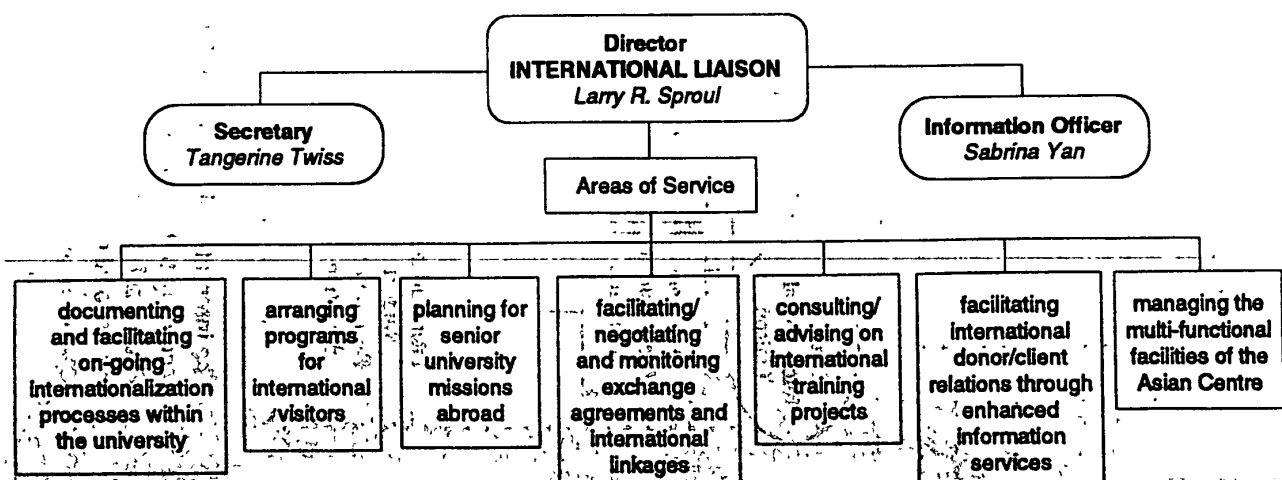 Director
INTERNATIONAL LIAISON
Larry R. Sproul
Secretary
Tangerine Twiss
Information Officer
Sabrina Yan
Areas of Service
documenting
and facilitating
on-going
internationalization
processes within
the university
arranging
programs
for
international
visitors
planning for
senior
university
missions
abroad
facilitating/
negotiating
and monitoring
exchange
agreements and
international
linkages
consulting/
advising on
international
training
projects
facilitating
international
donor/client
relations through
enhanced
information
services
managing the
multi-functional
facilities of the
Asian Centre